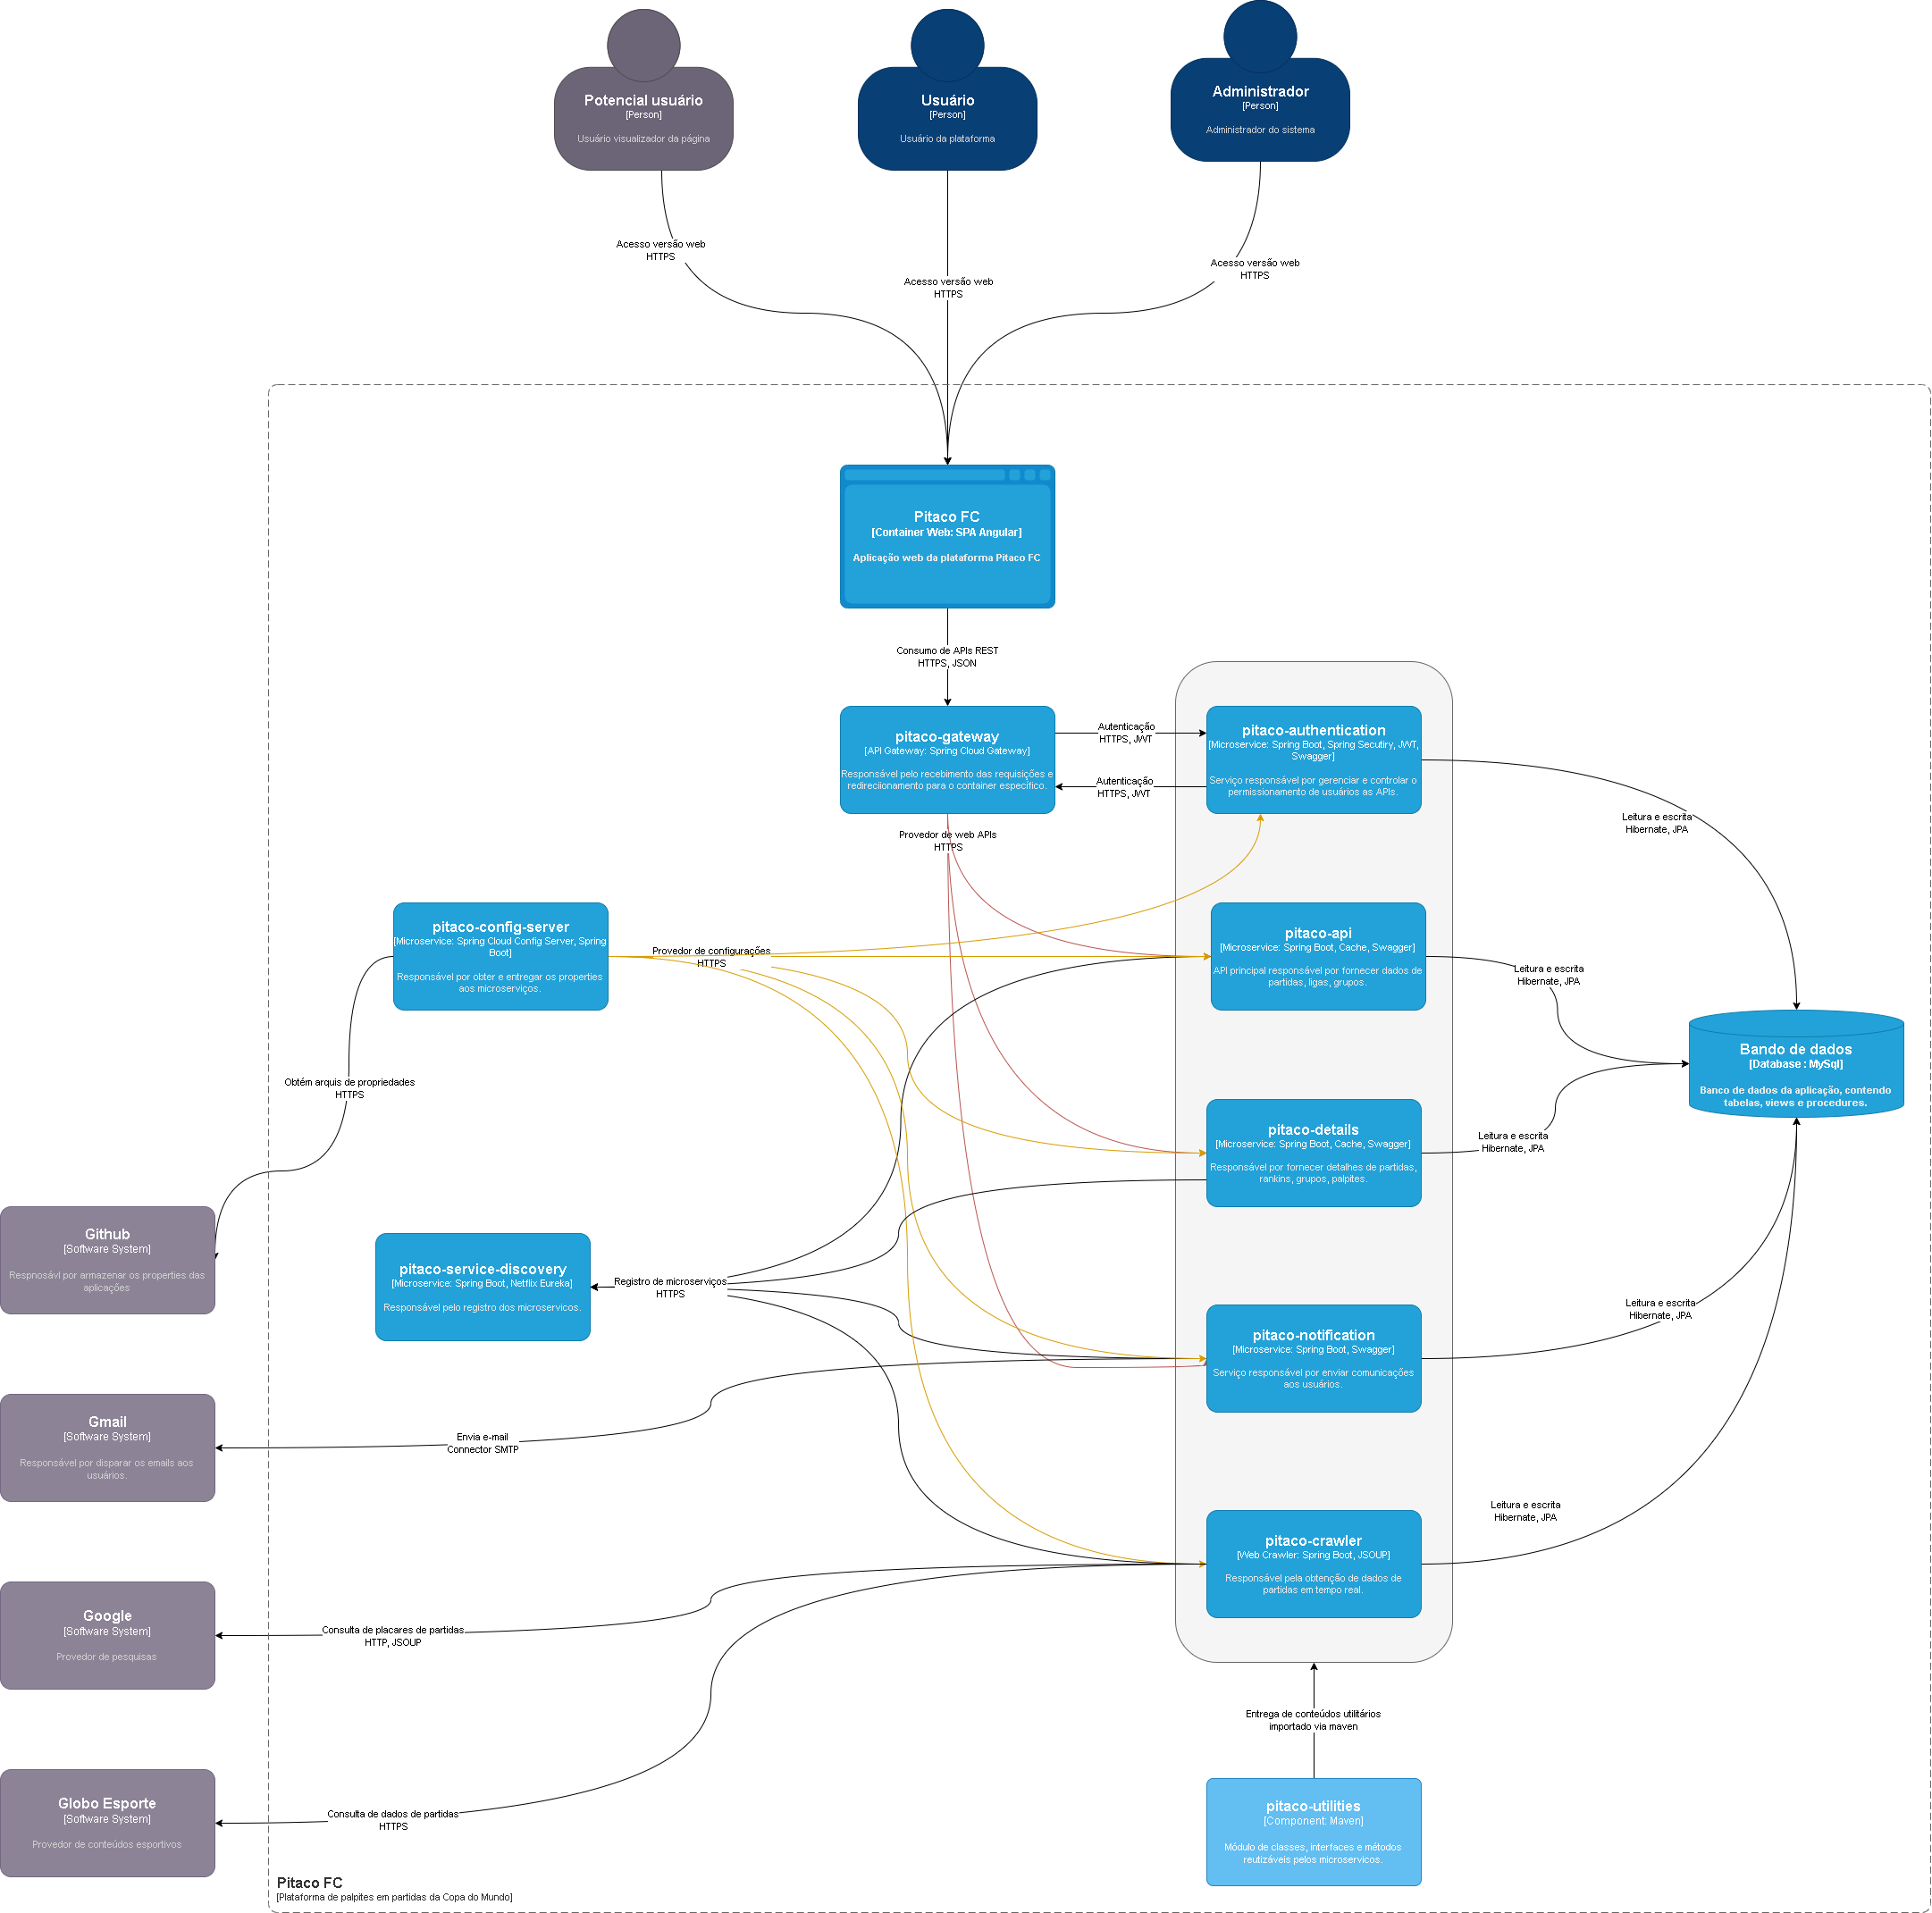 Potencial usuário
[Person]
Usuário visualizador da página
Usuário
[Person]
Usuário da plataforma
Administrador
[Person]
Administrador do sistema
Acesso versão web
HTTPS
Acesso versão web
HTTPS
Acesso versão web
HTTPS
Pitaco FC
[Container Web: SPA Angular]
Aplicação web da plataforma Pitaco FC
Consumo de APIs REST
HTTPS, JSON
pitaco-gateway
[API Gateway: Spring Cloud Gateway]
Responsável pelo recebimento das requisições e
redireciionamento para o container específico.
Autenticação
HTTPS, JWT
Autenticação
HTTPS, JWT
pitaco-authentication
[Microservice: Spring Boot, Spring Secutiry, JWT,
Swagger]
Serviço responsável por gerenciar e controlar o
permissionamento de usuários as APIs.
Leitura e escrita
Hibernate, JPA
Provedor de web APIs
HTTPS
pitaco-config-server
[Microservice: Spring Cloud Config Server, Spring
Boot]
Responsável por obter e entregar os properties
aos microserviços.
Provedor de configurações
HTTPS
pitaco-api
[Microservice: Spring Boot, Cache, Swagger]
API principal responsável por fornecer dados de
partidas, ligas, grupos.
Leitura e escrita
Hibernate, JPA
Bando de dados
[Database : MySql]
Banco de dados da aplicação, contendo
tabelas, views e procedures.
Obtém arquis de propriedades
HTTPS
pitaco-details
[Microservice: Spring Boot, Cache, Swagger]
Responsável por fornecer detalhes de partidas,
rankins, grupos, palpites.
Leitura e escrita
Hibernate, JPA
Github
[Software System]
Respnosávl por armazenar os properties das
aplicações
pitaco-service-discovery
[Microservice: Spring Boot, Netflix Eureka]
Responsável pelo registro dos microservicos.
Registro de microserviços
HTTPS
pitaco-notification
[Microservice: Spring Boot, Swagger]
Serviço responsável por enviar comunicações
aos usuários.
Leitura e escrita
Hibernate, JPA
Gmail
[Software System]
Responsável por disparar os emails aos
usuários.
Envia e-mail
Connector SMTP
pitaco-crawler
[Web Crawler: Spring Boot, JSOUP]
Responsável pela obtenção de dados de
partidas em tempo real.
Leitura e escrita
Hibernate, JPA
Google
[Software System]
Provedor de pesquisas
Consulta de placares de partidas
HTTP, JSOUP
Entrega de conteúdos utilitários
importado via maven
Globo Esporte
[Software System]
Provedor de conteúdos esportivos
Consulta de dados de partidas
HTTPS
pitaco-utilities
[Component: Maven]
Módulo de classes, interfaces e métodos
reutizáveis pelos microservicos.
Pitaco FC
[Plataforma de palpites em partidas da Copa do Mundo]